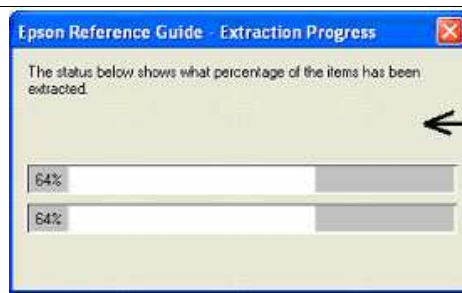 Epson Reference Guide - Extraction Progress
The status below shows what percentage of the items has been
extracted.
64%
64%